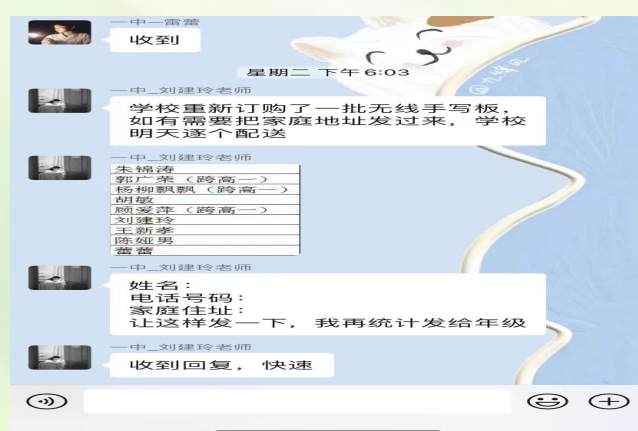 一中—雷蕾
收到
星期二 下午 6:03
一中_刘建玲老师
学校重新订购了一批无线手写板，
如有需要把家庭地址发过来，学校
明天逐个配送
一中_刘建玲老师
朱锦涛
郭广荣（跨高一）
杨柳飘飘（跨高一）
胡敏
顾爱萍（跨高一）
刘建玲
王新孝
陈娅男
蕾蕾
一中_刘建玲老师
姓名：
电话号码：
家庭住址：
让这样发一下，我再统计发给年级
一中_刘建玲老师
收到回复，快速